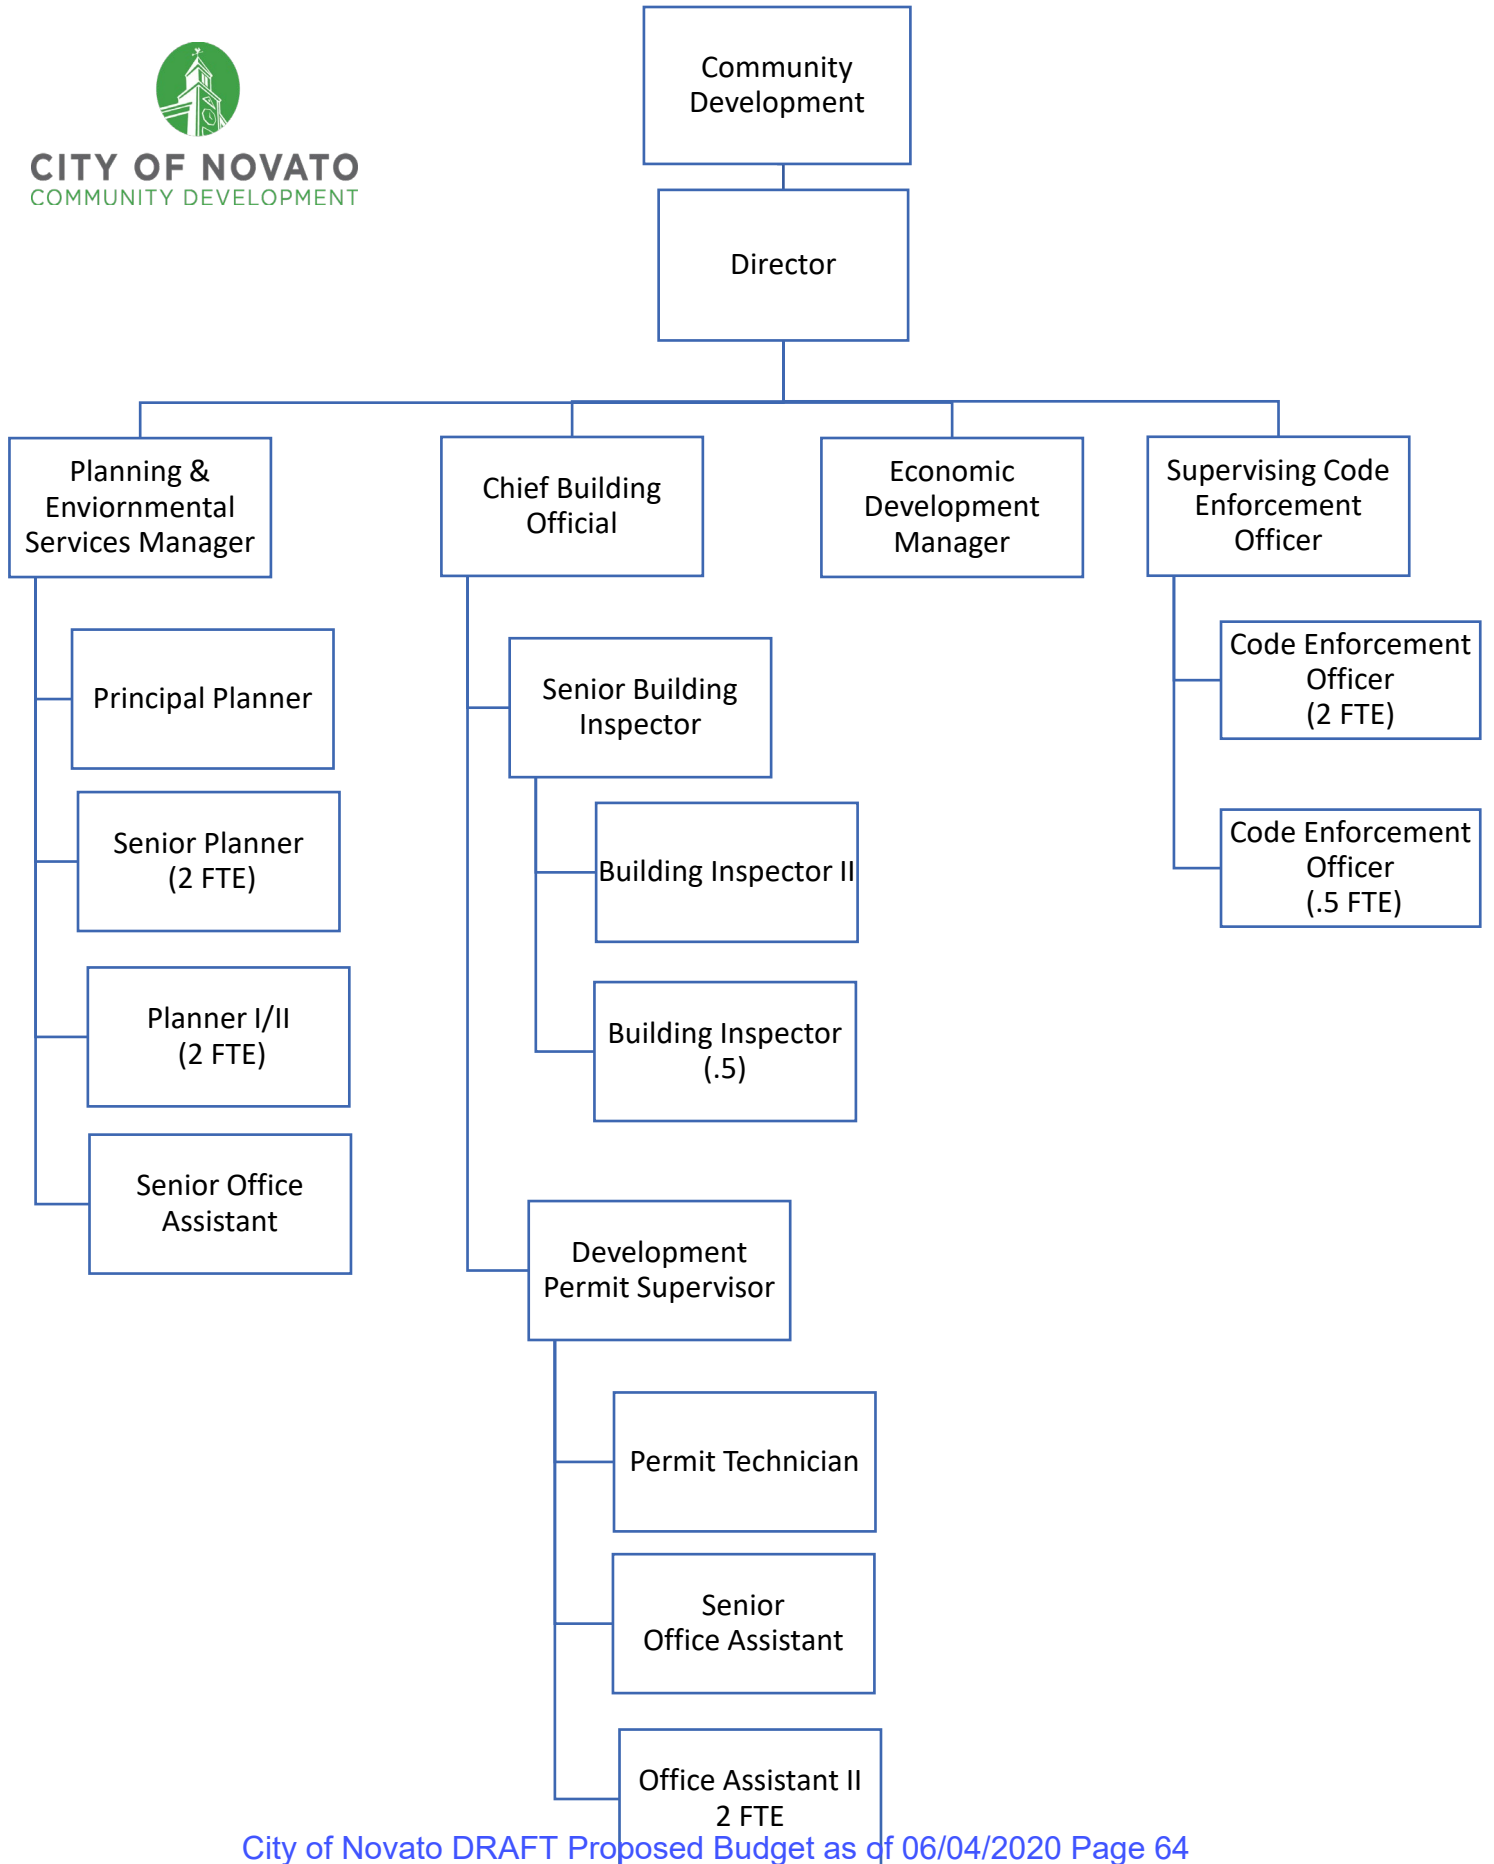 CITY OF NOVATO
COMMUNITY DEVELOPMENT
Community
Development
Director
Planning &
Enviornmental
Services Manager
Principal Planner
Senior Planner
(2 FTE)
Planner I/II
(2 FTE)
Senior Office
Assistant
Chief Building
Official
Senior Building
Inspector
Building Inspector II
Building Inspector
(.5)
Development
Permit Supervisor
Permit Technician
Senior
Office Assistant
Office Assistant II
2 FTE
Economic
Development
Manager
Supervising Code
Enforcement
Officer
Code Enforcement
Officer
(2 FTE)
Code Enforcement
Officer
(.5 FTE)
City of Novato DRAFT Proposed Budget as of 06/04/2020 Page 64